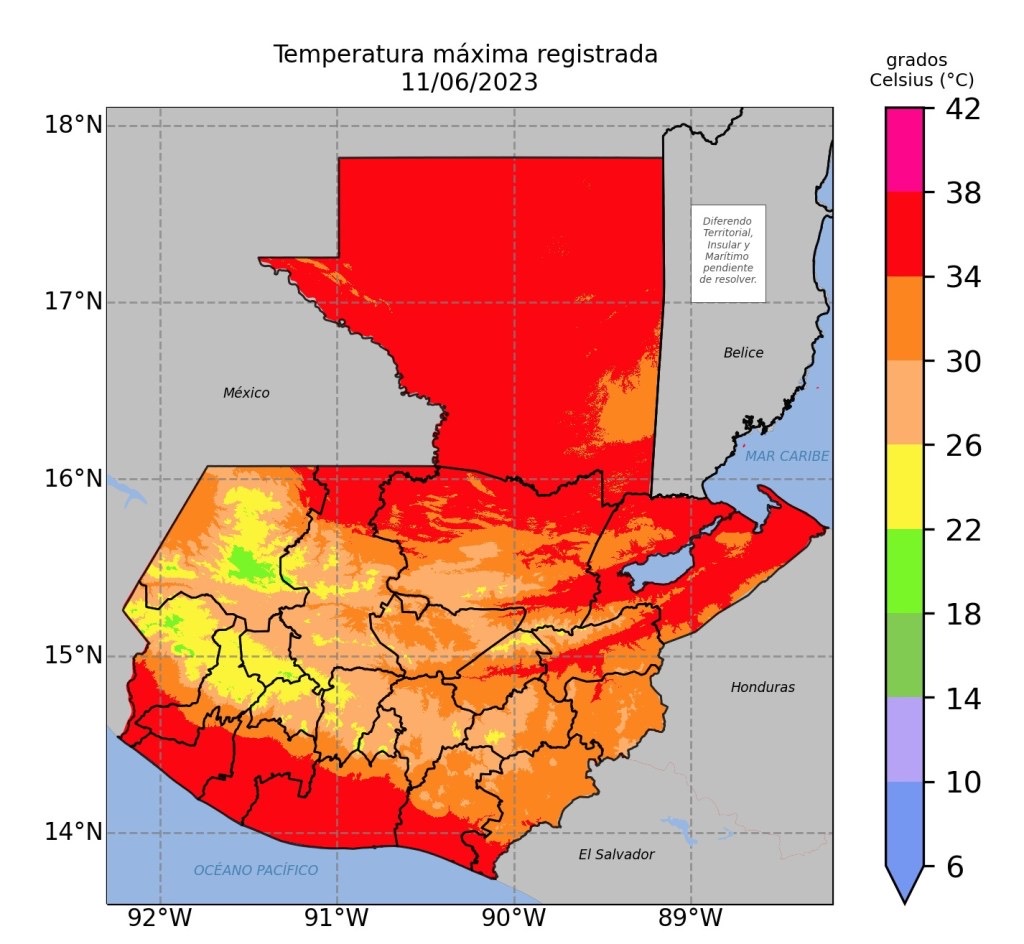 Temperatura máxima registrada
11/06/2023
grados
Celsius (°C)
18°N
17°N
16°N
15°N
14°N
92°W
91°W
90°W
89°W
Diferendo
Territorial,
Insular y
Marítimo
pendiente
de resolver.
Belice
México
MAR CARIBE
Honduras
El Salvador
OCÉANO PACÍFICO
42
38
34
30
26
22
18
14
10
6